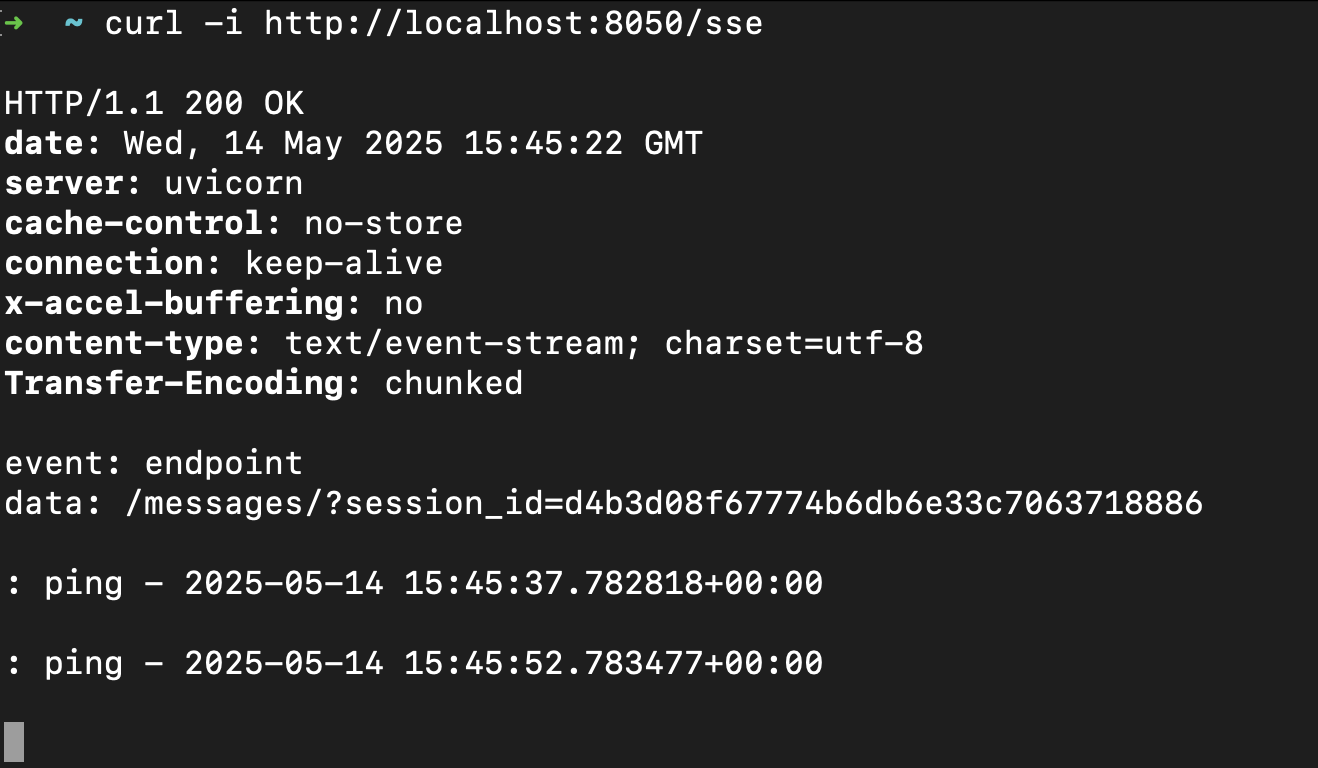 ➜  ~ curl -i http://localhost:8050/sse
HTTP/1.1 200 OK
date: Wed, 14 May 2025 15:45:22 GMT
server: uvicorn
cache-control: no-store
connection: keep-alive
x-accel-buffering: no
content-type: text/event-stream; charset=utf-8
Transfer-Encoding: chunked
event: endpoint
data: /messages/?session_id=d4b3d08f67774b6db6e33c7063718886
: ping - 2025-05-14 15:45:37.782818+00:00
: ping - 2025-05-14 15:45:52.783477+00:00